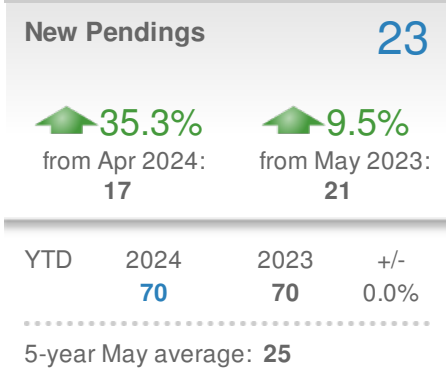 New Pendings 23
35.3% 9.5%
from Apr 2024: from May 2023:
17 21
YTD 2024 2023 +/-
70 70 0.0%
5-year May average: 25